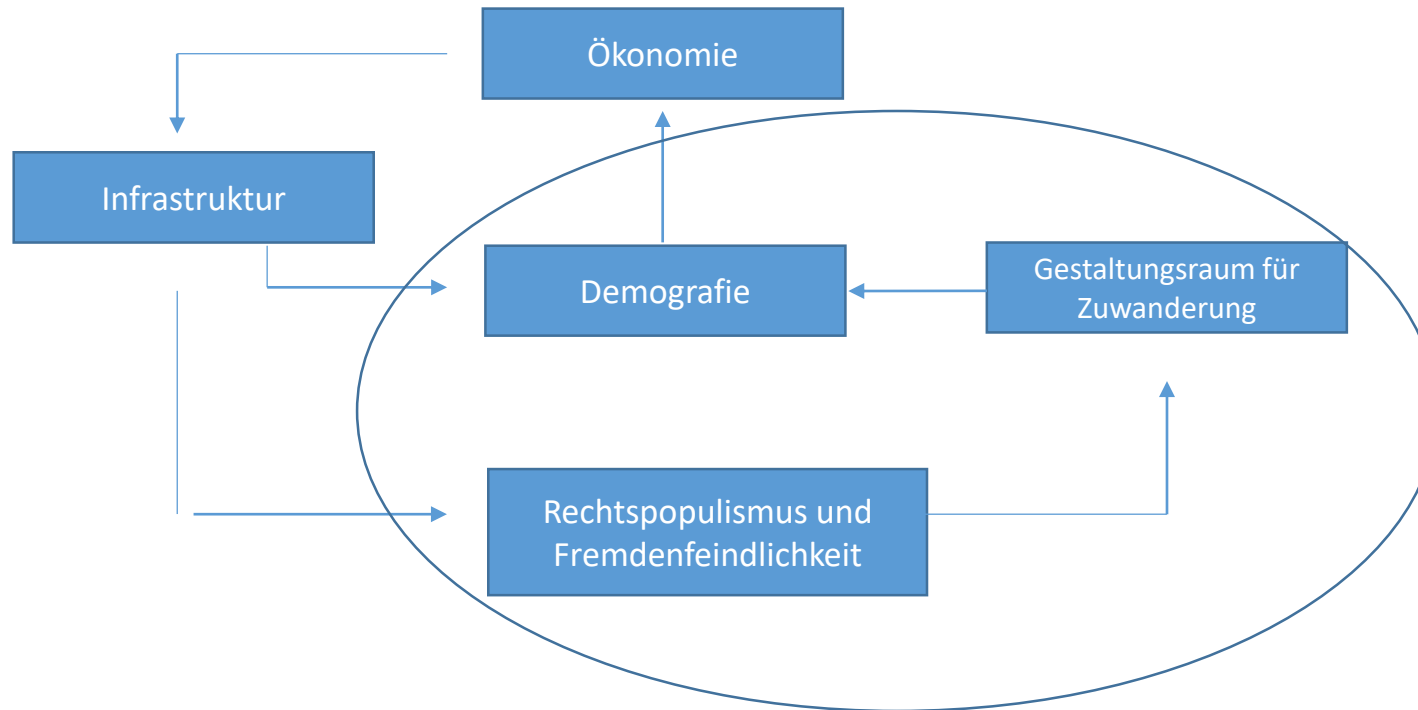 Ökonomie
Infrastruktur
Demografie
Gestaltungsraum für
Zuwanderung
Rechtspopulismus und
Fremdenfeindlichkeit